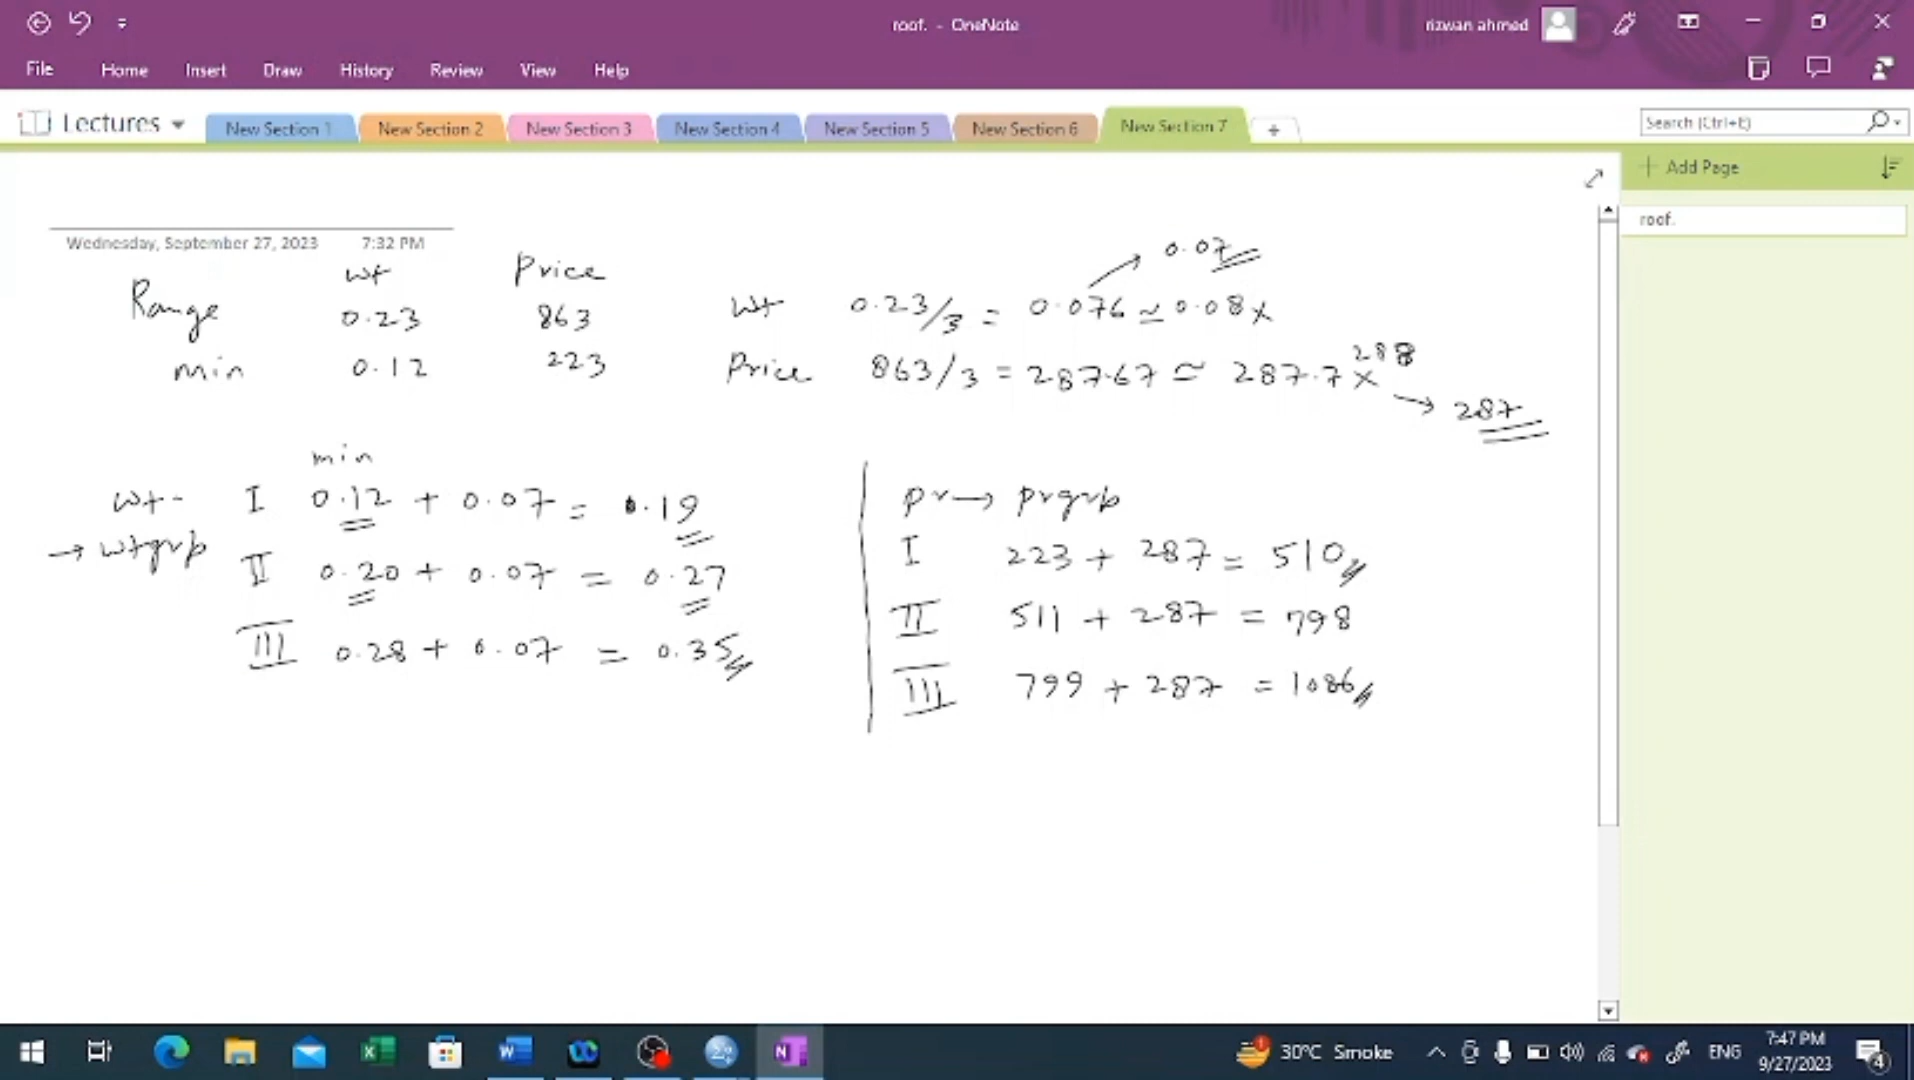 roof. - OneNote
rizwan ahmed
File Home Insert Draw History Review View Help
Lectures
New Section 1 New Section 2 New Section 3 New Section 4 New Section 5 New Section 6 New Section 7 +
Search (Ctrl+E)
+ Add Page
roof.
Wednesday, September 27, 2023 7:32 PM
wt Price
Range 0.23 863
min 0.12 223
0.07
wt 0.23/3 = 0.076 ≃ 0.08 x
Price 863/3 = 287.67 ≃ 287.7 x 288
→ 287
min
wt- I 0.12 + 0.07 = 0.19
→ wtgrp II 0.20 + 0.07 = 0.27
III 0.28 + 0.07 = 0.35
pr → prgrp
I 223 + 287 = 510
II 511 + 287 = 798
III 799 + 287 = 1086
30°C Smoke
ENG
7:47 PM
9/27/2023
4